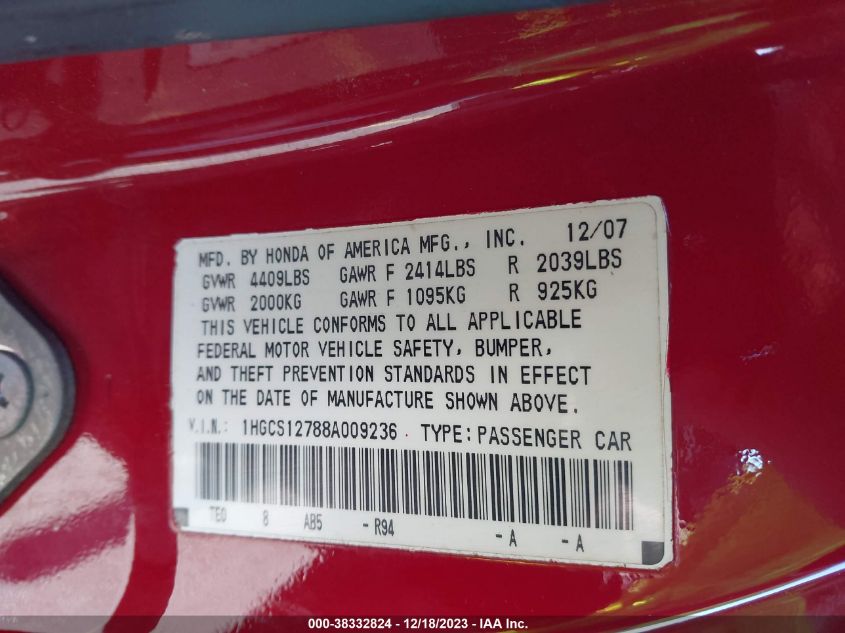 MFD. BY HONDA OF AMERICA MFG., INC. 12/07
GVWR 4409LBS GAWR F 2414LBS R 2039LBS
GVWR 2000KG GAWR F 1095KG R 925KG
THIS VEHICLE CONFORMS TO ALL APPLICABLE
FEDERAL MOTOR VEHICLE SAFETY, BUMPER,
AND THEFT PREVENTION STANDARDS IN EFFECT
ON THE DATE OF MANUFACTURE SHOWN ABOVE.
V.I.N.: 1HGCS12788A009236 TYPE: PASSENGER CAR
TE0 8 AB5 - R94 - A - A
000-38332824 - 12/18/2023 - IAA Inc.